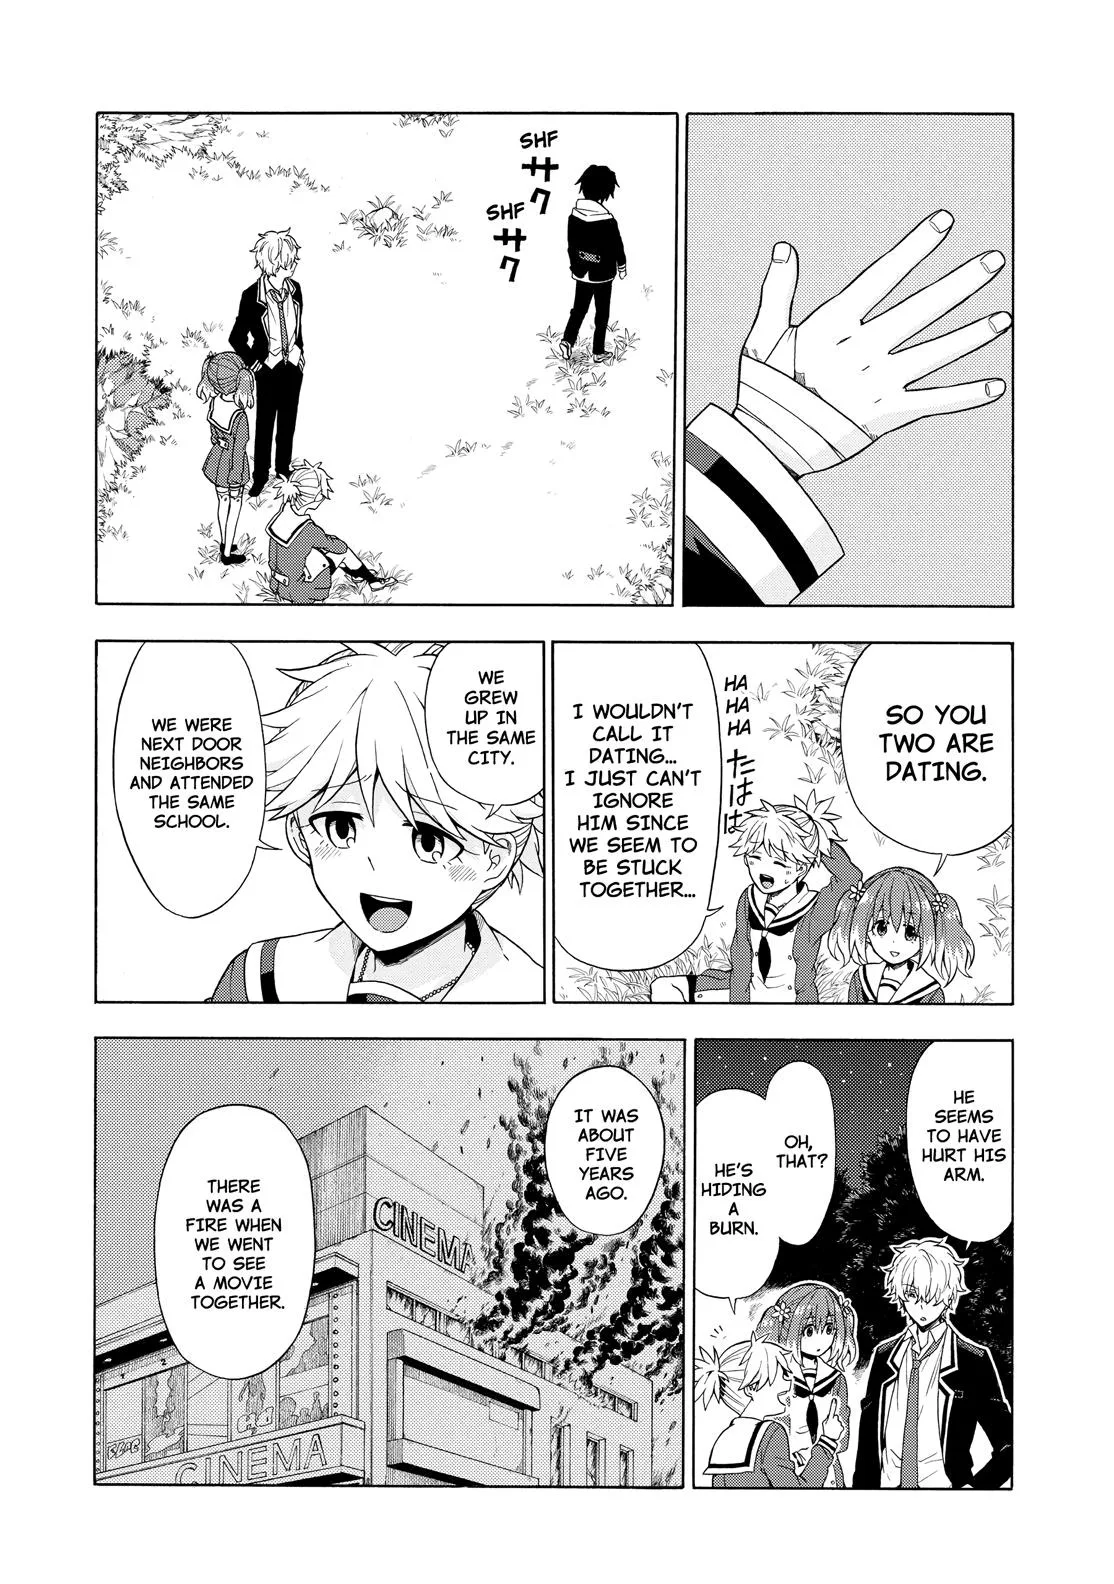 SHF
サク
SHF
サク
SO YOU
TWO ARE
DATING.
HA
HA
HA
たはは
I WOULDN'T
CALL IT
DATING...
I JUST CAN'T
IGNORE
HIM SINCE
WE SEEM TO
BE STUCK
TOGETHER...
WE
GREW
UP IN
THE SAME
CITY.
WE WERE
NEXT DOOR
NEIGHBORS
AND ATTENDED
THE SAME
SCHOOL.
HE
SEEMS
TO HAVE
HURT HIS
ARM.
OH,
THAT?
HE'S
HIDING
A
BURN.
IT WAS
ABOUT
FIVE
YEARS
AGO.
THERE
WAS A
FIRE WHEN
WE WENT
TO SEE
A MOVIE
TOGETHER.
CINEMA
2
CINEMA